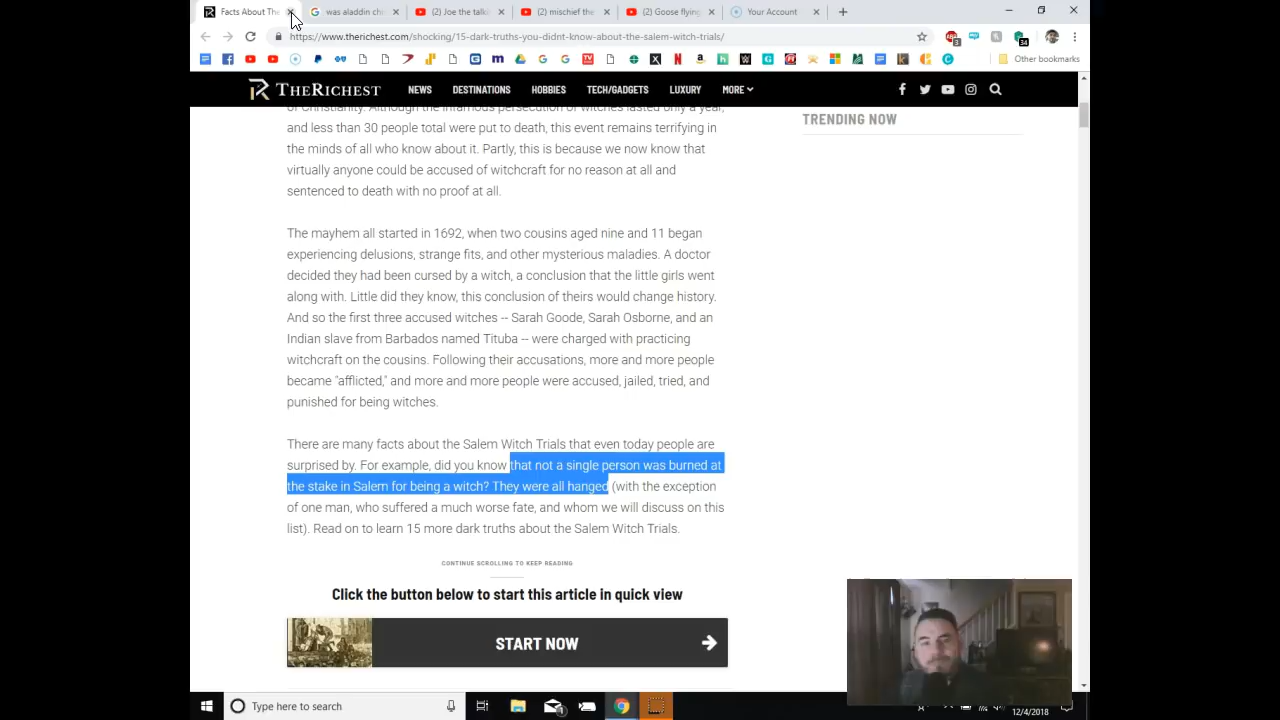 Facts About The
was aladdin chi
(2) Joe the talk
(2) mischief the
(2) Goose flying
Your Account
https://www.therichest.com/shocking/15-dark-truths-you-didnt-know-about-the-salem-witch-trials/
Other bookmarks
THERICHEST
NEWS
DESTINATIONS
HOBBIES
TECH/GADGETS
LUXURY
MORE
of Christianity. Although the infamous persecution of witches lasted only a year,
and less than 30 people total were put to death, this event remains terrifying in
the minds of all who know about it. Partly, this is because we now know that
virtually anyone could be accused of witchcraft for no reason at all and
sentenced to death with no proof at all.
TRENDING NOW
The mayhem all started in 1692, when two cousins aged nine and 11 began
experiencing delusions, strange fits, and other mysterious maladies. A doctor
decided they had been cursed by a witch, a conclusion that the little girls went
along with. Little did they know, this conclusion of theirs would change history.
And so the first three accused witches -- Sarah Goode, Sarah Osborne, and an
Indian slave from Barbados named Tituba -- were charged with practicing
witchcraft on the cousins. Following their accusations, more and more people
became "afflicted," and more and more people were accused, jailed, tried, and
punished for being witches.
There are many facts about the Salem Witch Trials that even today people are
surprised by. For example, did you know that not a single person was burned at
the stake in Salem for being a witch? They were all hanged (with the exception
of one man, who suffered a much worse fate, and whom we will discuss on this
list). Read on to learn 15 more dark truths about the Salem Witch Trials.
CONTINUE SCROLLING TO KEEP READING
Click the button below to start this article in quick view
START NOW
Type here to search
12/4/2018